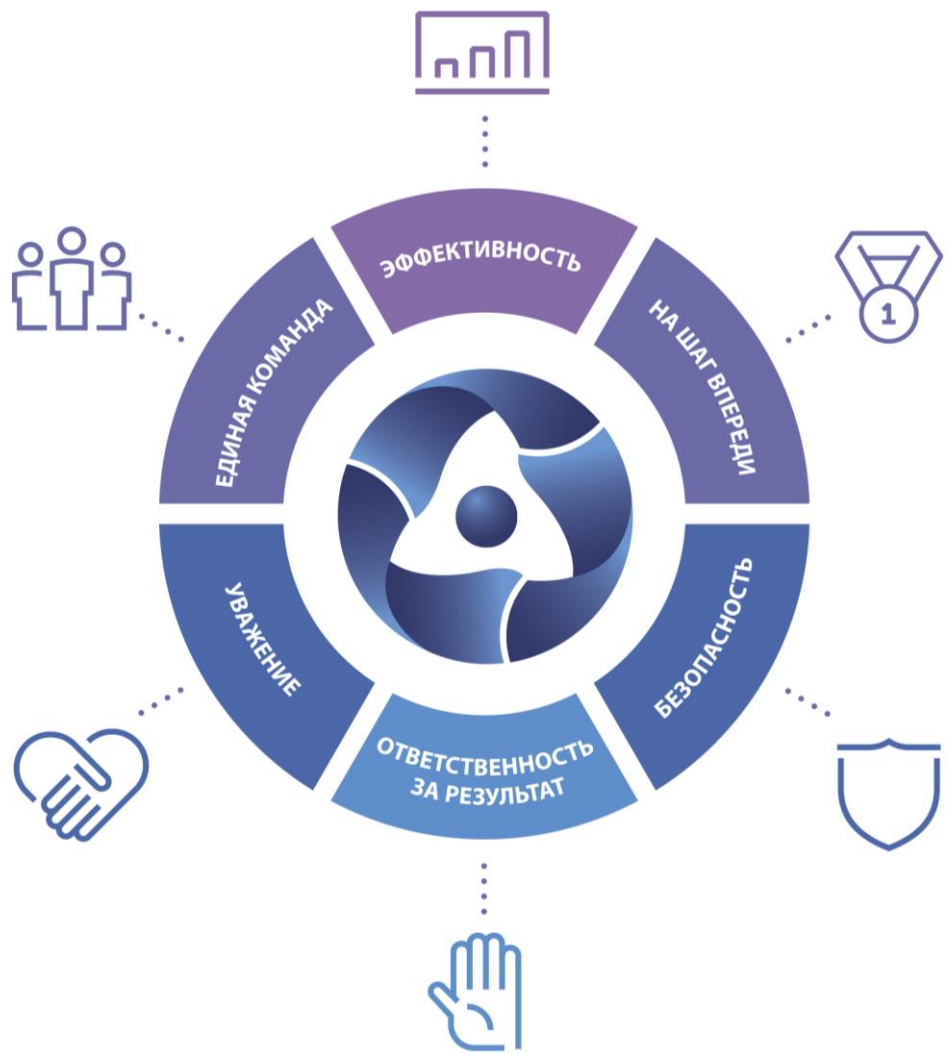 ЭФФЕКТИВНОСТЬ
НА ШАГ ВПЕРЕДИ
1
БЕЗОПАСНОСТЬ
ОТВЕТСТВЕННОСТЬ
ЗА РЕЗУЛЬТАТ
УВАЖЕНИЕ
ЕДИНАЯ КОМАНДА